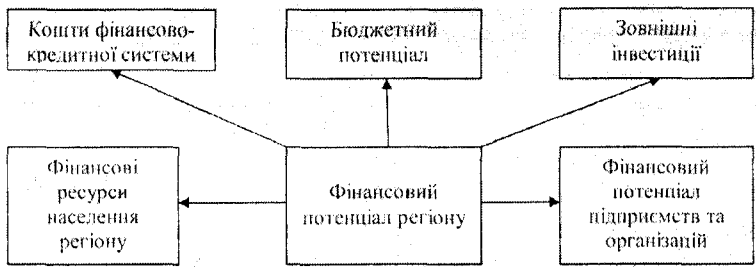 Кошти фінансово-
кредитної системи
Бюджетний
потенціал
Зовнішні
інвестиції
Фінансові
ресурси
населення
регіону
Фінансовий
потенціал регіону
Фінансовий
потенціал
підприємств та
організацій